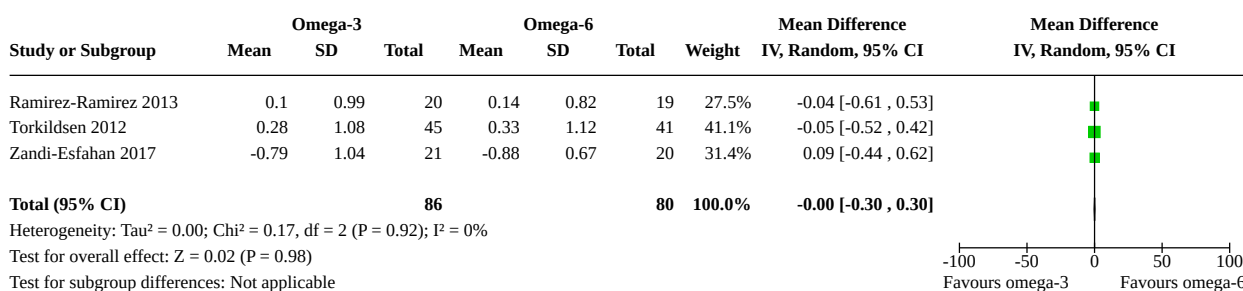 Omega-3 Omega-6 Mean Difference Mean Difference
Study or Subgroup Mean SD Total Mean SD Total Weight IV, Random, 95% CI IV, Random, 95% CI
Ramirez-Ramirez 2013 0.1 0.99 20 0.14 0.82 19 27.5% -0.04 [-0.61 , 0.53]
Torkildsen 2012 0.28 1.08 45 0.33 1.12 41 41.1% -0.05 [-0.52 , 0.42]
Zandi-Esfahan 2017 -0.79 1.04 21 -0.88 0.67 20 31.4% 0.09 [-0.44 , 0.62]
Total (95% CI) 86 80 100.0% -0.00 [-0.30 , 0.30]
Heterogeneity: Tau² = 0.00; Chi² = 0.17, df = 2 (P = 0.92); I² = 0%
Test for overall effect: Z = 0.02 (P = 0.98) -100 -50 0 50 100
Test for subgroup differences: Not applicable Favours omega-3 Favours omega-6